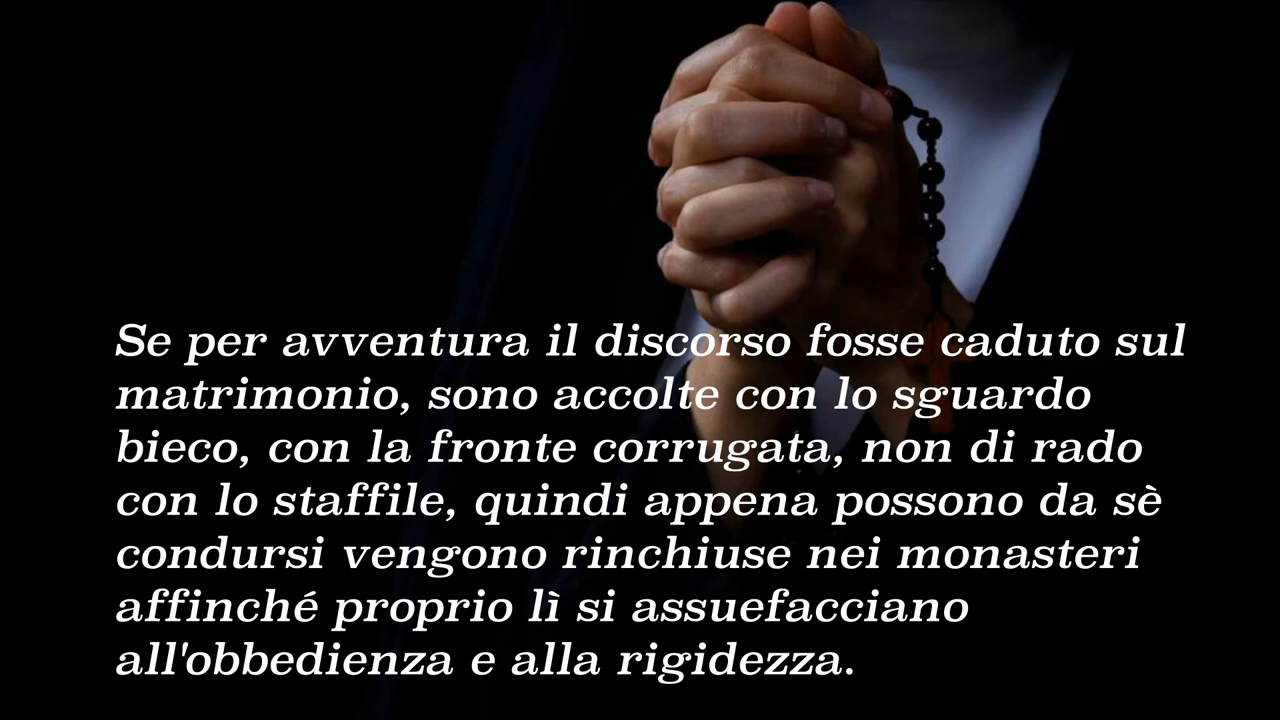 Se per avventura il discorso fosse caduto sul
matrimonio, sono accolte con lo sguardo
bieco, con la fronte corrugata, non di rado
con lo staffile, quindi appena possono da sè
condursi vengono rinchiuse nei monasteri
affinché proprio lì si assuefacciano
all'obbedienza e alla rigidezza.